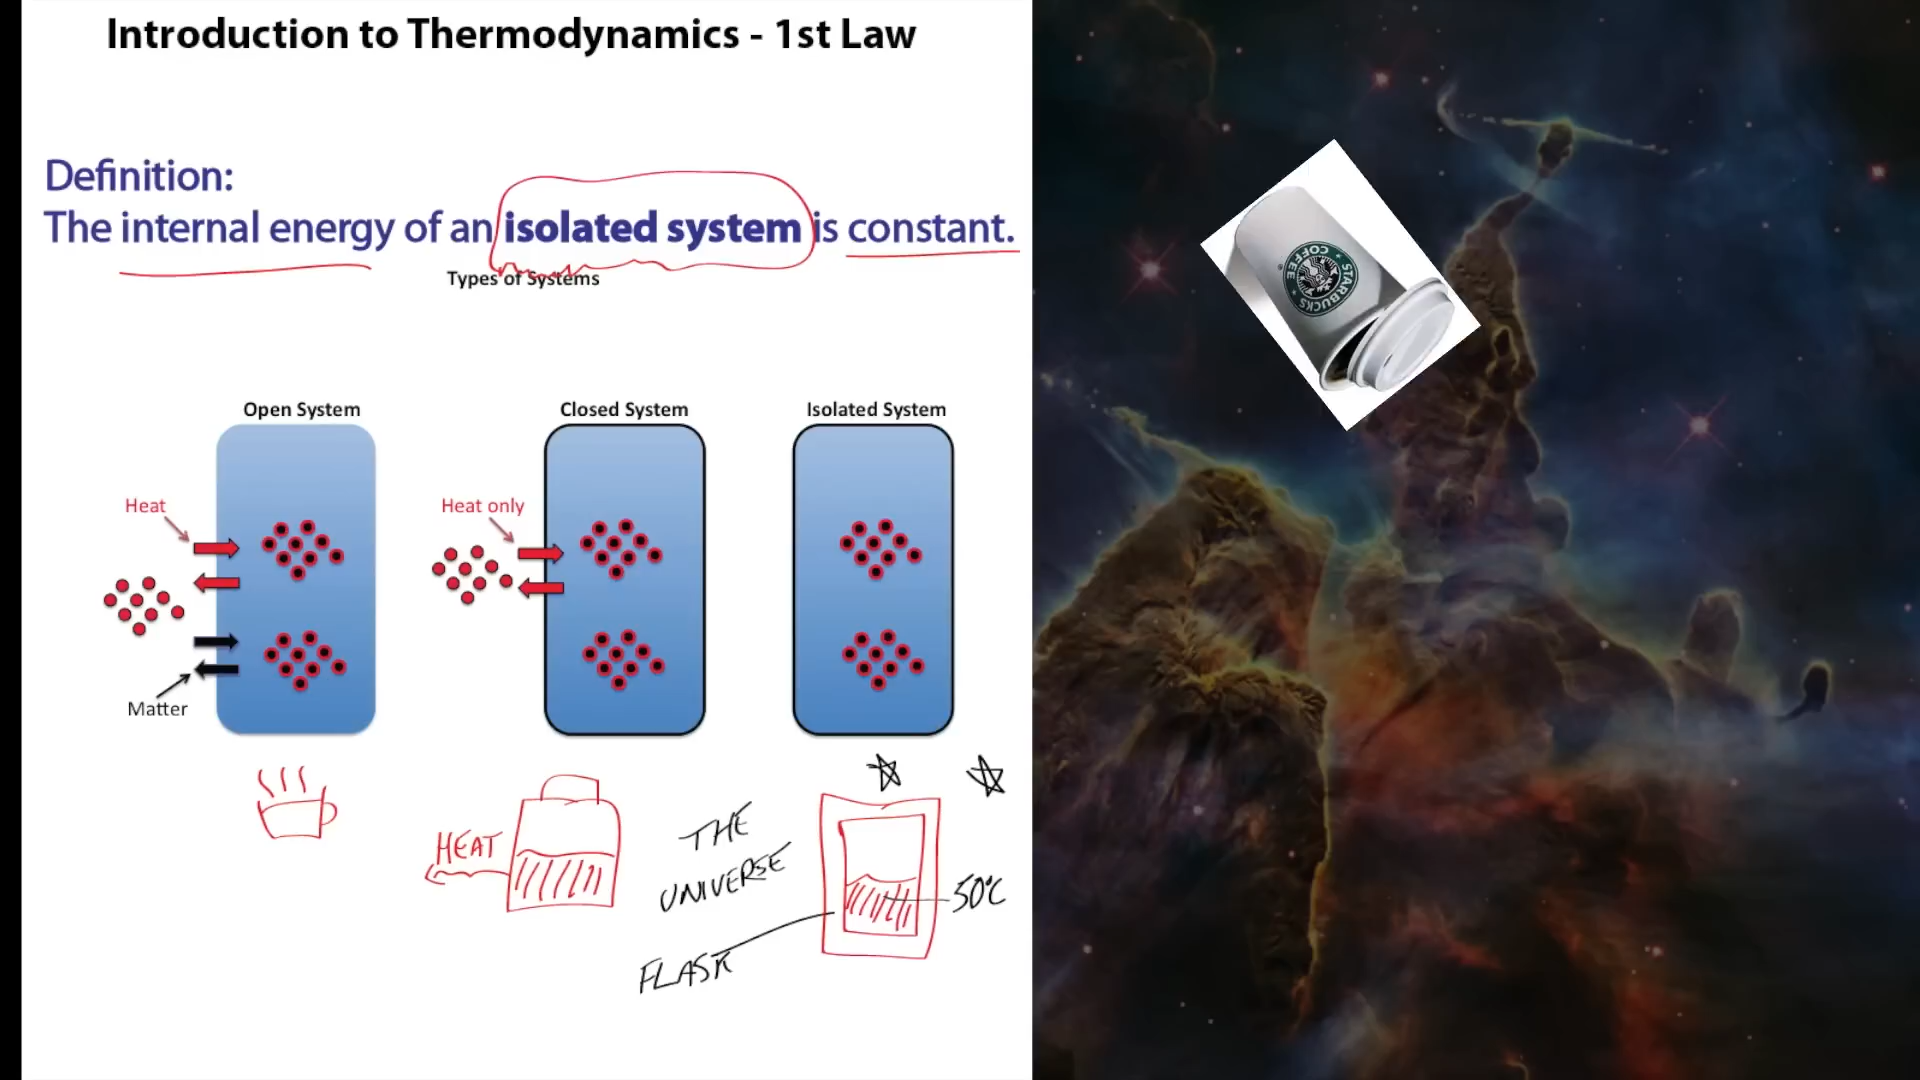 Introduction to Thermodynamics - 1st Law
Definition:
The internal energy of an isolated system is constant.
Types of Systems
Open System
Closed System
Isolated System
Heat
Heat only
Matter
HEAT
THE
UNIVERSE
50°C
FLASK
STARBUCKS
COFFEE